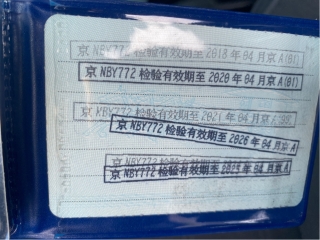 京 NBY772 检验有效期至 2018 年 04 月京 A(01)
京 NBY772 检验有效期至 2020 年 04 月京 A(01)
京 NBY772 检验有效期至 2021 年 04 月京 A
京 NBY772 检验有效期至 2026 年 04 月京 A
京 NBY772 检验有效期至
京 NBY772 检验有效期至 年 04 月京 A